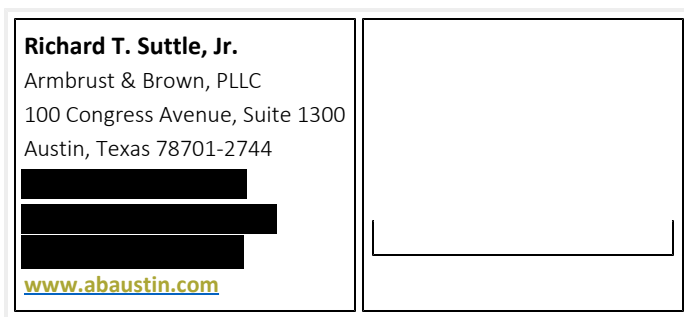 Richard T. Suttle, Jr.
Armbrust & Brown, PLLC
100 Congress Avenue, Suite 1300
Austin, Texas 78701-2744
www.abaustin.com